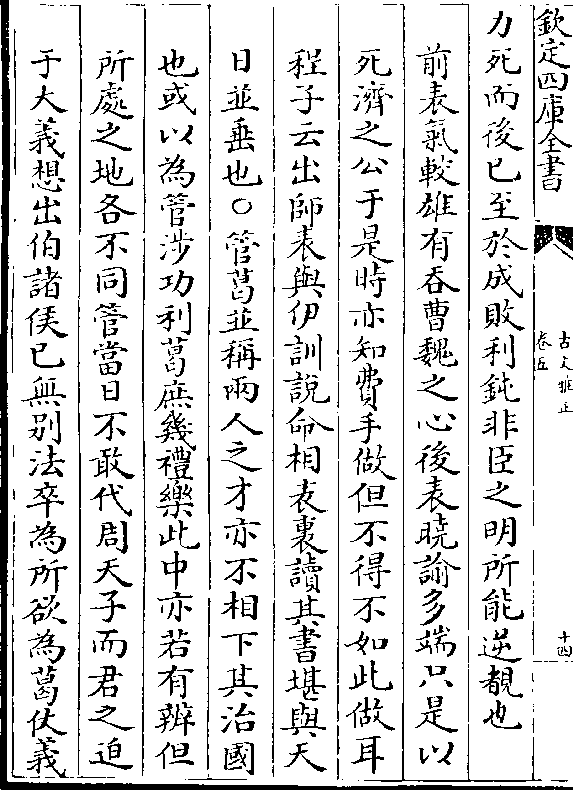 欽定四庫全書
古文雅正
卷五
十四
力死而後已至於成敗利鈍非臣之明所能逆覩也
前表氣較雄有吞曹魏之心後表曉諭多端只是以
死濟之公于是時亦知費手做但不得不如此做耳
程子云出師表與伊訓說命相表裏讀其書堪與天
日並垂也○管葛並稱兩人之才亦不相下其治國
也或以為管涉功利葛庶幾禮樂此中亦若有辨但
所處之地各不同管當日不敢代周天子而君之迫
于大義想出伯諸侯已無別法卒為所欲為葛仗義